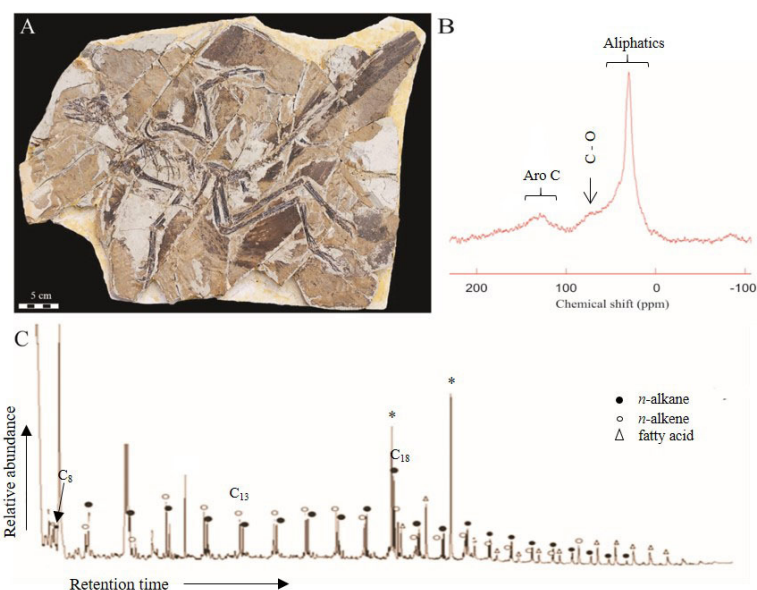 A
5 cm
B
Aliphatics
C - O
Aro C
200
100
0
-100
Chemical shift (ppm)
C
Relative abundance
C8
C13
*
C18
*
n-alkane
n-alkene
fatty acid
Retention time